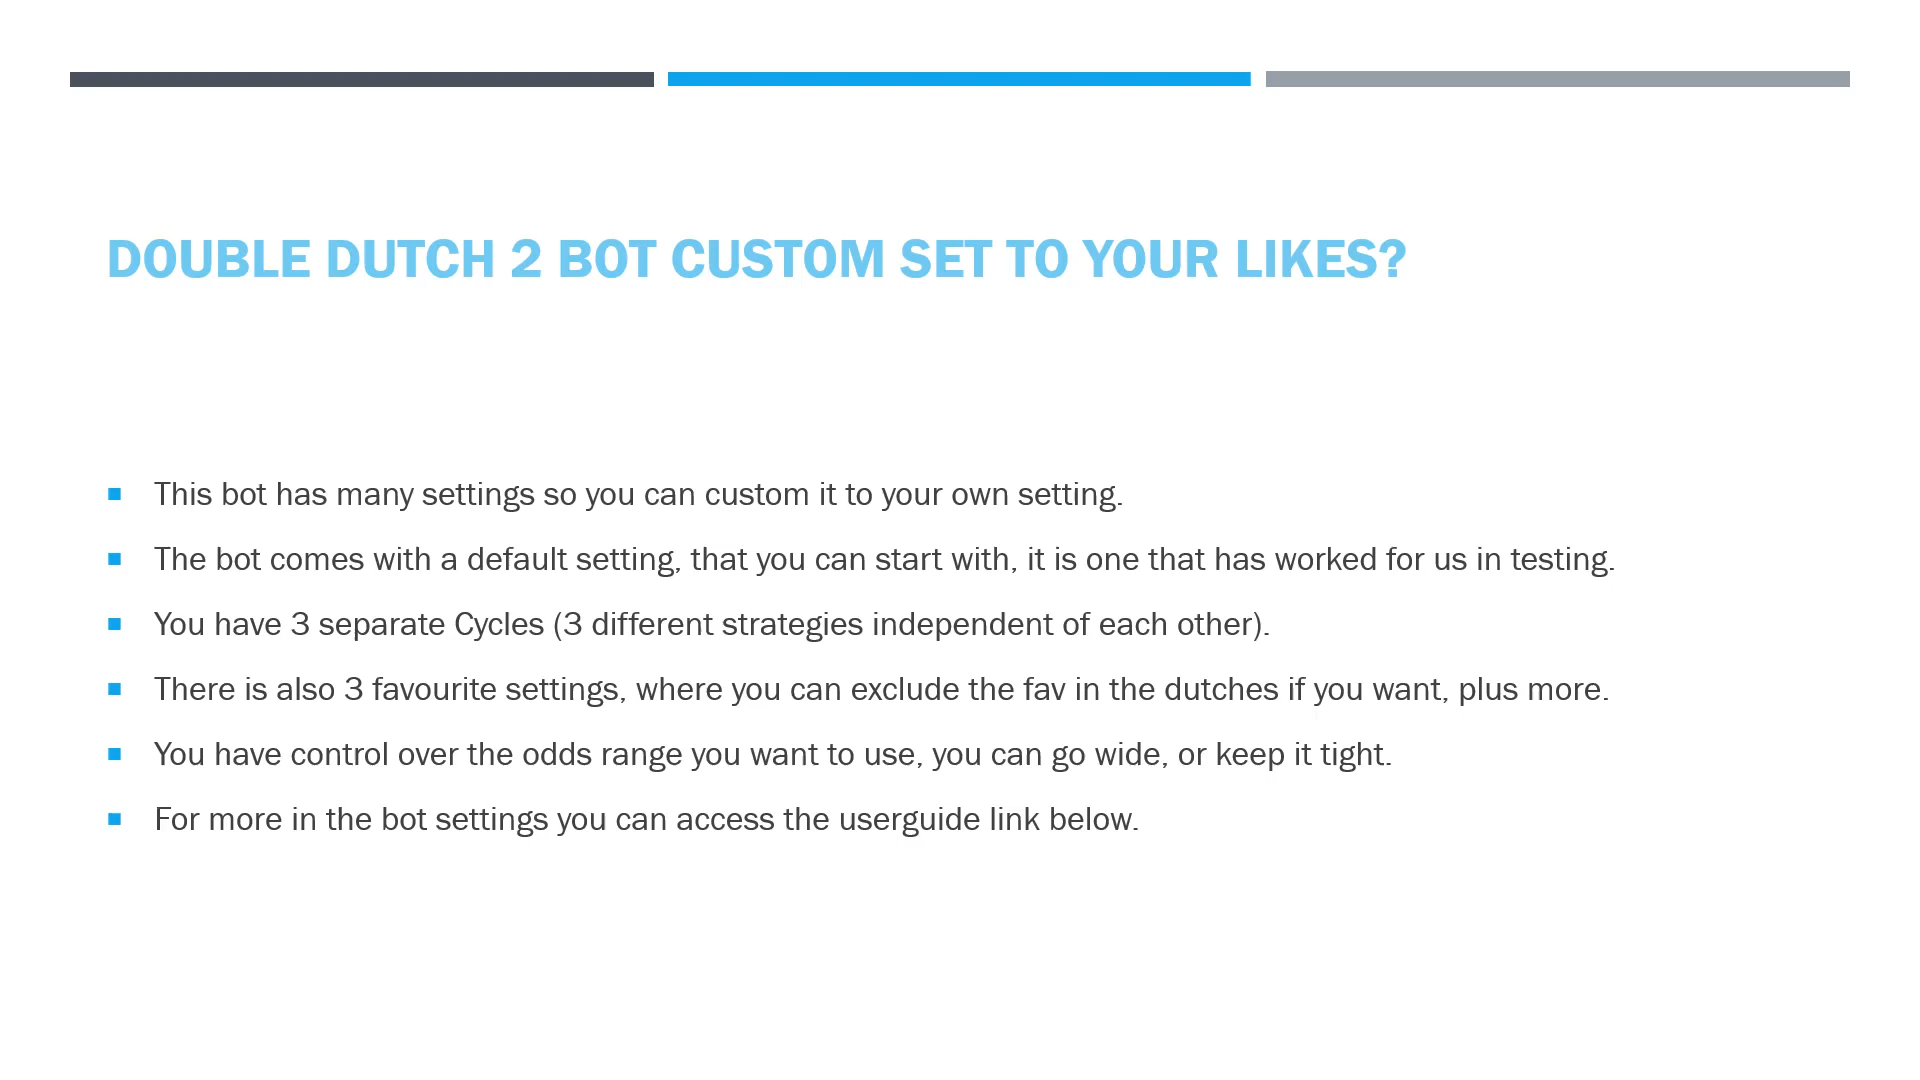 DOUBLE DUTCH 2 BOT CUSTOM SET TO YOUR LIKES?
This bot has many settings so you can custom it to your own setting.
The bot comes with a default setting, that you can start with, it is one that has worked for us in testing.
You have 3 separate Cycles (3 different strategies independent of each other).
There is also 3 favourite settings, where you can exclude the fav in the dutches if you want, plus more.
You have control over the odds range you want to use, you can go wide, or keep it tight.
For more in the bot settings you can access the userguide link below.